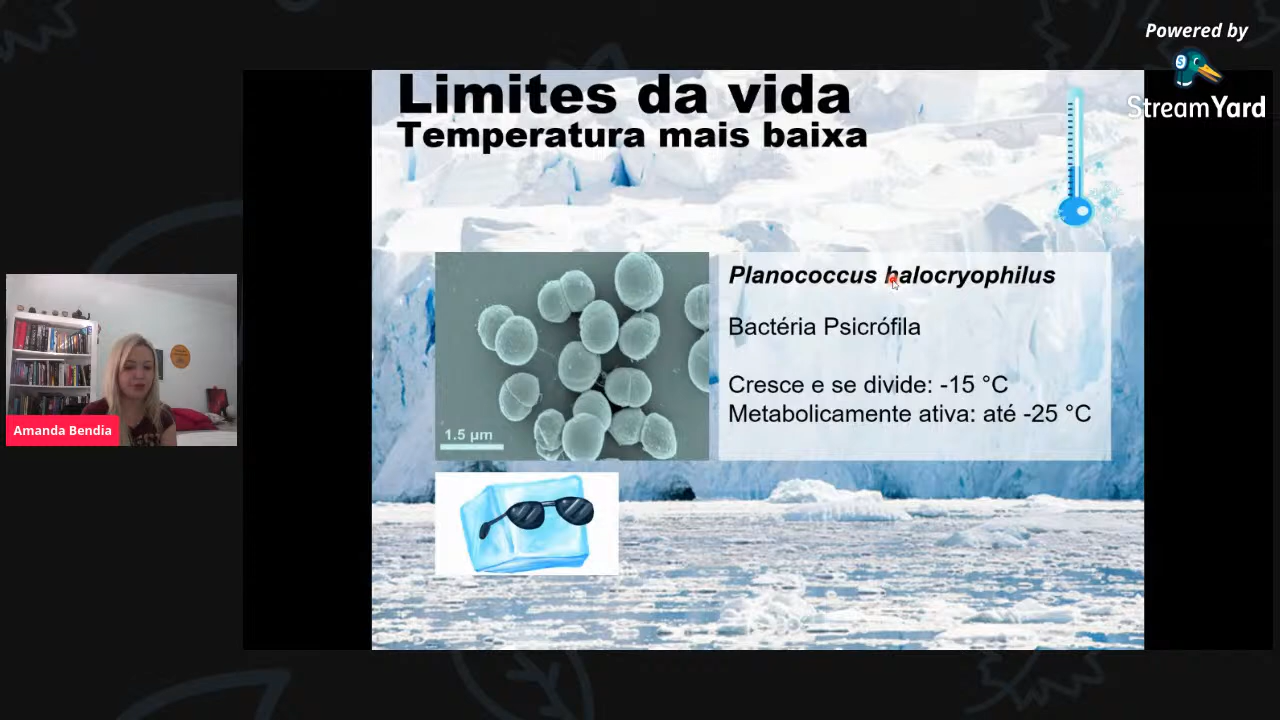 Powered by
StreamYard
Limites da vida
Temperatura mais baixa
Planococcus halocryophilus
Bactéria Psicrófila
Cresce e se divide: -15 °C
Metabolicamente ativa: até -25 °C
1.5 µm
Amanda Bendia